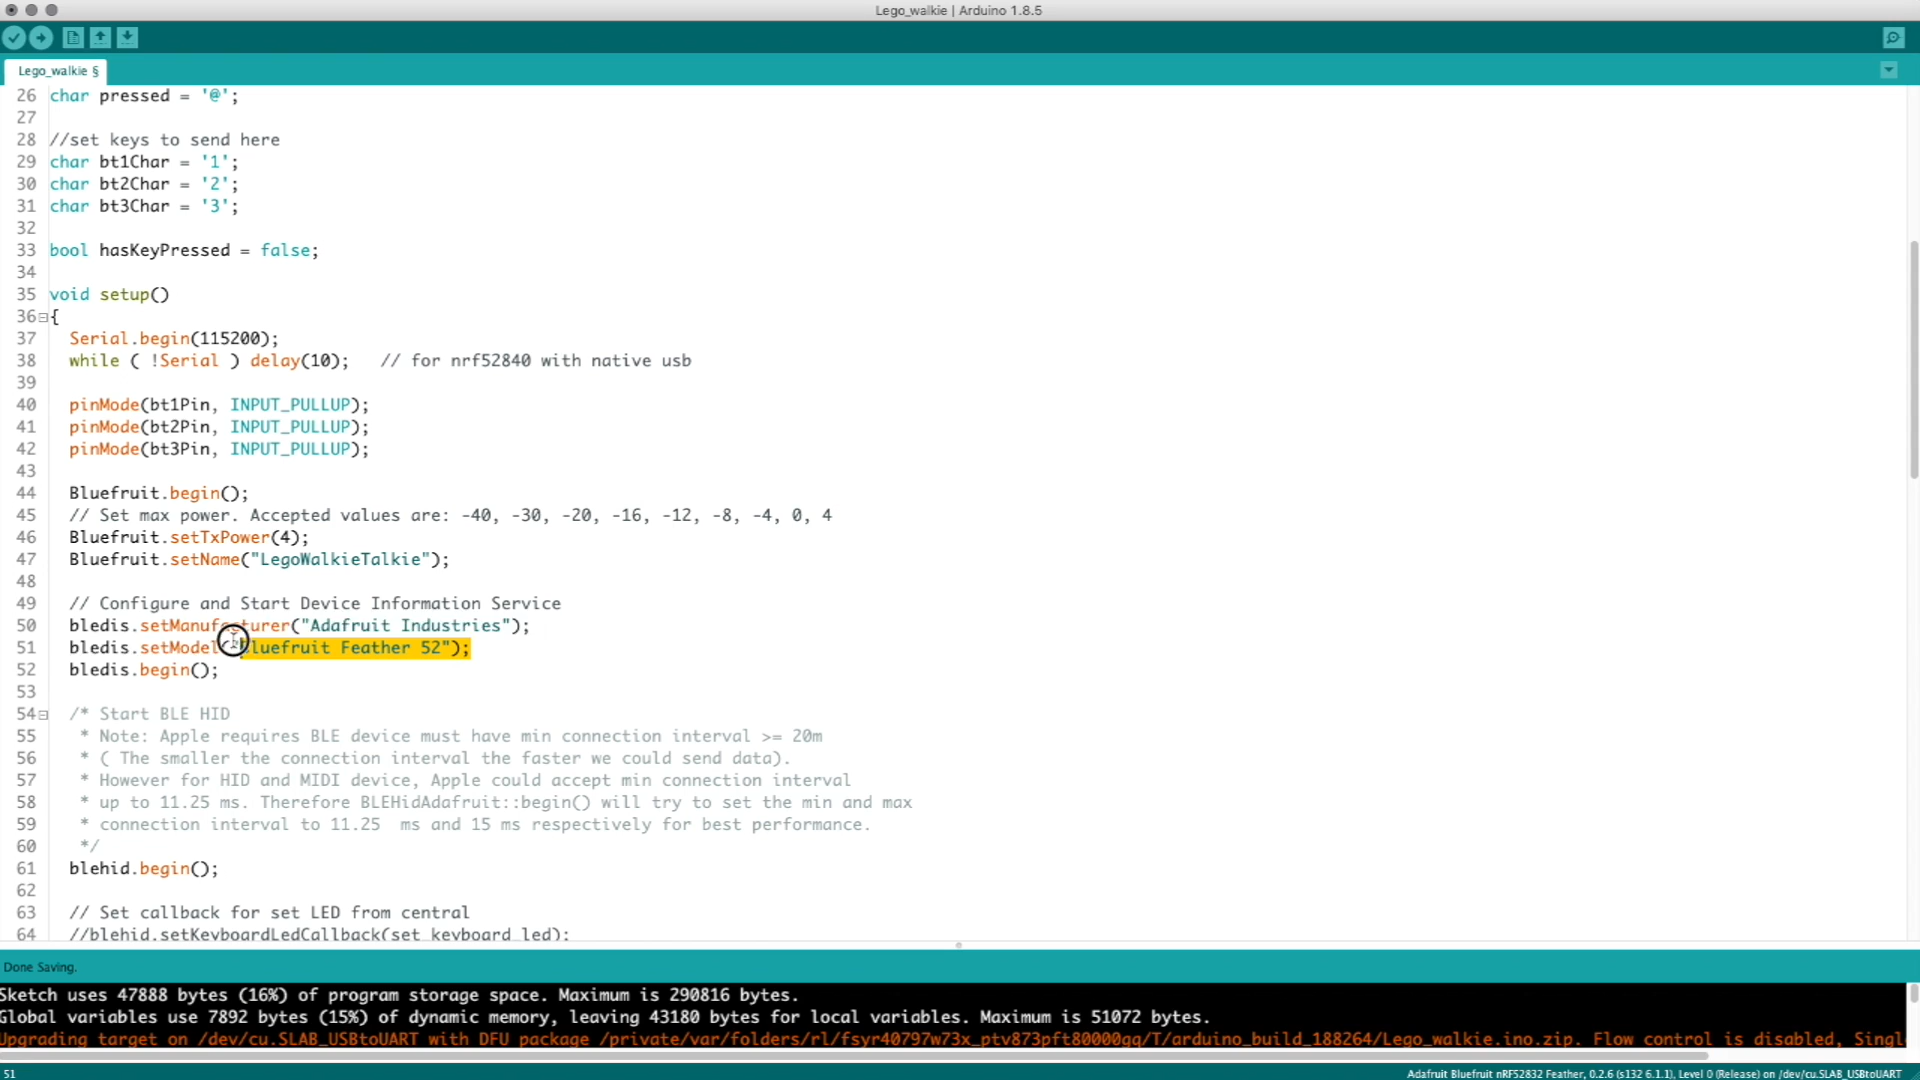 Lego_walkie | Arduino 1.8.5
Lego_walkie §
26 char pressed = '@';
27
28 //set keys to send here
29 char bt1Char = '1';
30 char bt2Char = '2';
31 char bt3Char = '3';
32
33 bool hasKeyPressed = false;
34
35 void setup()
36 {
37 Serial.begin(115200);
38 while ( !Serial ) delay(10); // for nrf52840 with native usb
39
40 pinMode(bt1Pin, INPUT_PULLUP);
41 pinMode(bt2Pin, INPUT_PULLUP);
42 pinMode(bt3Pin, INPUT_PULLUP);
43
44 Bluefruit.begin();
45 // Set max power. Accepted values are: -40, -30, -20, -16, -12, -8, -4, 0, 4
46 Bluefruit.setTxPower(4);
47 Bluefruit.setName("LegoWalkieTalkie");
48
49 // Configure and Start Device Information Service
50 bledis.setManufacturer("Adafruit Industries");
51 bledis.setModel("Bluefruit Feather 52");
52 bledis.begin();
53
54 /* Start BLE HID
55 * Note: Apple requires BLE device must have min connection interval >= 20m
56 * ( The smaller the connection interval the faster we could send data).
57 * However for HID and MIDI device, Apple could accept min connection interval
58 * up to 11.25 ms. Therefore BLEHidAdafruit::begin() will try to set the min and max
59 * connection interval to 11.25 ms and 15 ms respectively for best performance.
60 */
61 blehid.begin();
62
63 // Set callback for set LED from central
64 //blehid.setKeyboardLedCallback(set_keyboard_led);
Done Saving.
Sketch uses 47888 bytes (16%) of program storage space. Maximum is 290816 bytes.
Global variables use 7892 bytes (15%) of dynamic memory, leaving 43180 bytes for local variables. Maximum is 51072 bytes.
Upgrading target on /dev/cu.SLAB_USBtoUART with DFU package /private/var/folders/rl/fsyr40797w73x_ptv873pft80000gq/T/arduino_build_188264/Lego_walkie.ino.zip. Flow control is disabled, Singl
51
Adafruit Bluefruit nRF52832 Feather, 0.2.6 (s132 6.1.1), Level 0 (Release) on /dev/cu.SLAB_USBtoUART